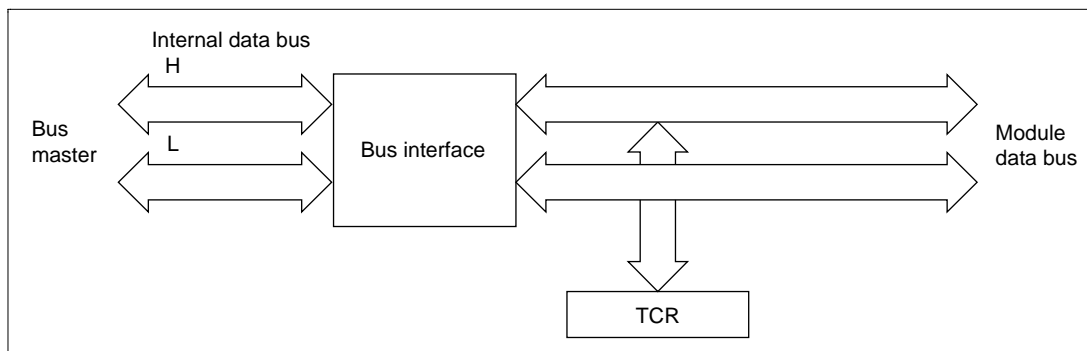 Internal data bus
H
Bus
master
L
Bus interface
Module
data bus
TCR